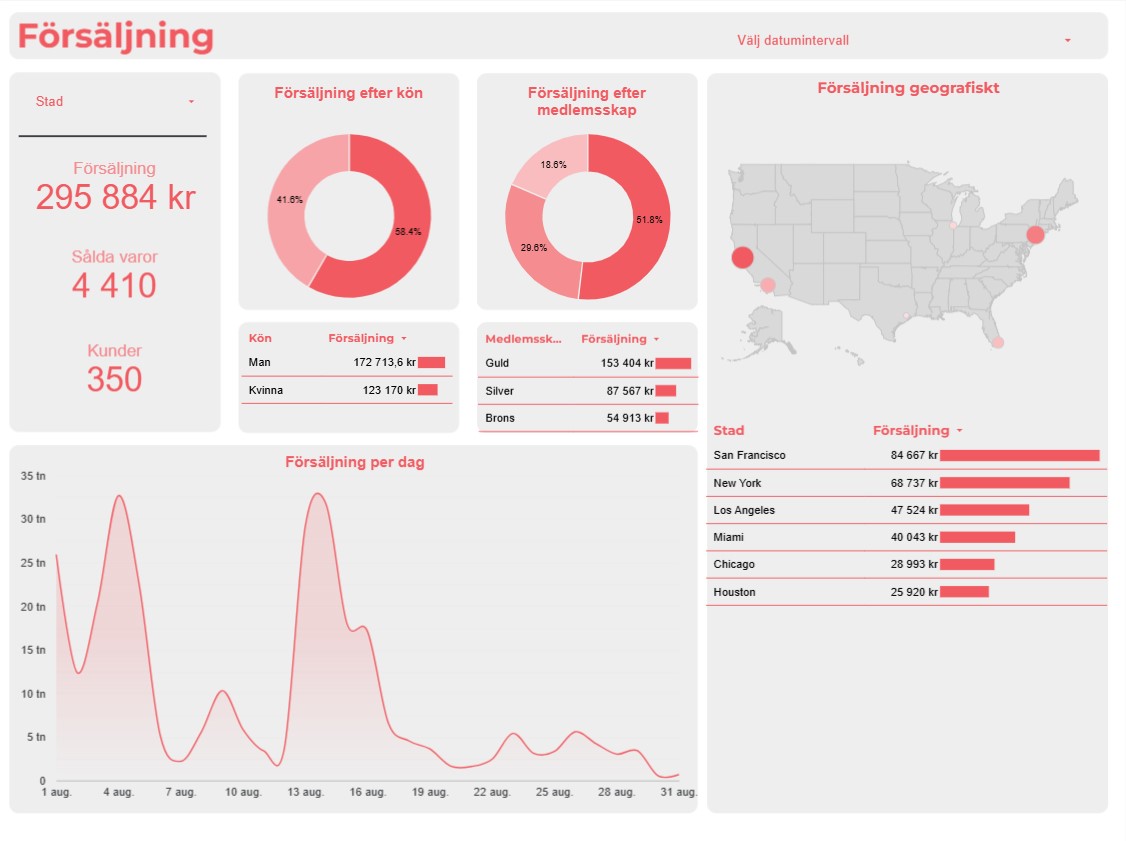 Försäljning
Välj datumintervall
Stad
Försäljning
295 884 kr
Sålda varor
4 410
Kunder
350
Försäljning efter kön
41.6%
58.4%
Kön Försäljning
Man 172 713,6 kr
Kvinna 123 170 kr
Försäljning efter
medlemsskap
18.6%
51.8%
29.6%
Medlemssk... Försäljning
Guld 153 404 kr
Silver 87 567 kr
Brons 54 913 kr
Försäljning geografiskt
Stad Försäljning
San Francisco 84 667 kr
New York 68 737 kr
Los Angeles 47 524 kr
Miami 40 043 kr
Chicago 28 993 kr
Houston 25 920 kr
Försäljning per dag
35 tn
30 tn
25 tn
20 tn
15 tn
10 tn
5 tn
0
1 aug. 4 aug. 7 aug. 10 aug. 13 aug. 16 aug. 19 aug. 22 aug. 25 aug. 28 aug. 31 aug.